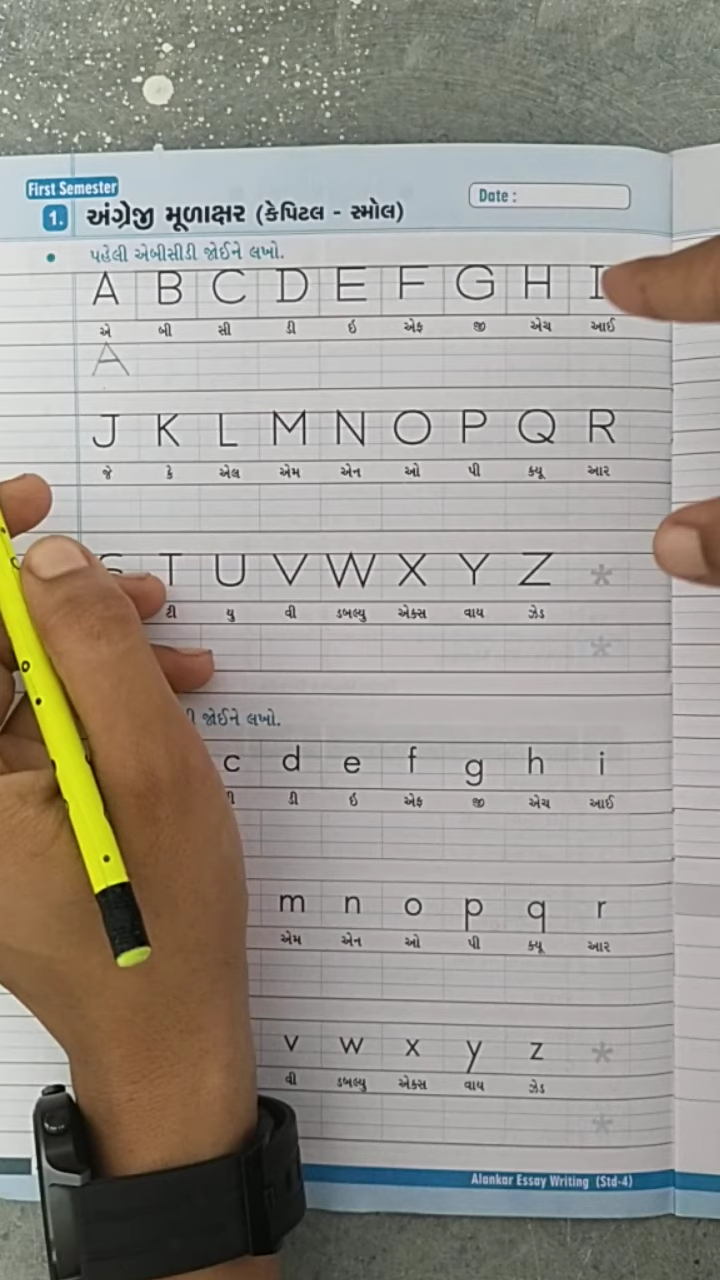 First Semester
1. અંગ્રેજી મૂળાક્ષર (કેપિટલ - સ્મોલ)
Date :
• પહેલી એબીસીડી જોઈને લખો.
A B C D E F G H I
એ બી સી ડી ઇ એફ જી એચ આઈ
A
J K L M N O P Q R
જે કે એલ એમ એન ઓ પી ક્યૂ આર
T U V W X Y Z *
ટી યુ વી ડબલ્યુ એક્સ વાય ઝેડ
*
જોઈને લખો.
c d e f g h i
ડી ઇ એફ જી એચ આઈ
m n o p q r
એમ એન ઓ પી ક્યૂ આર
v w x y z *
વી ડબલ્યુ એક્સ વાય ઝેડ
*
Alankar Essay Writing (Std-4)